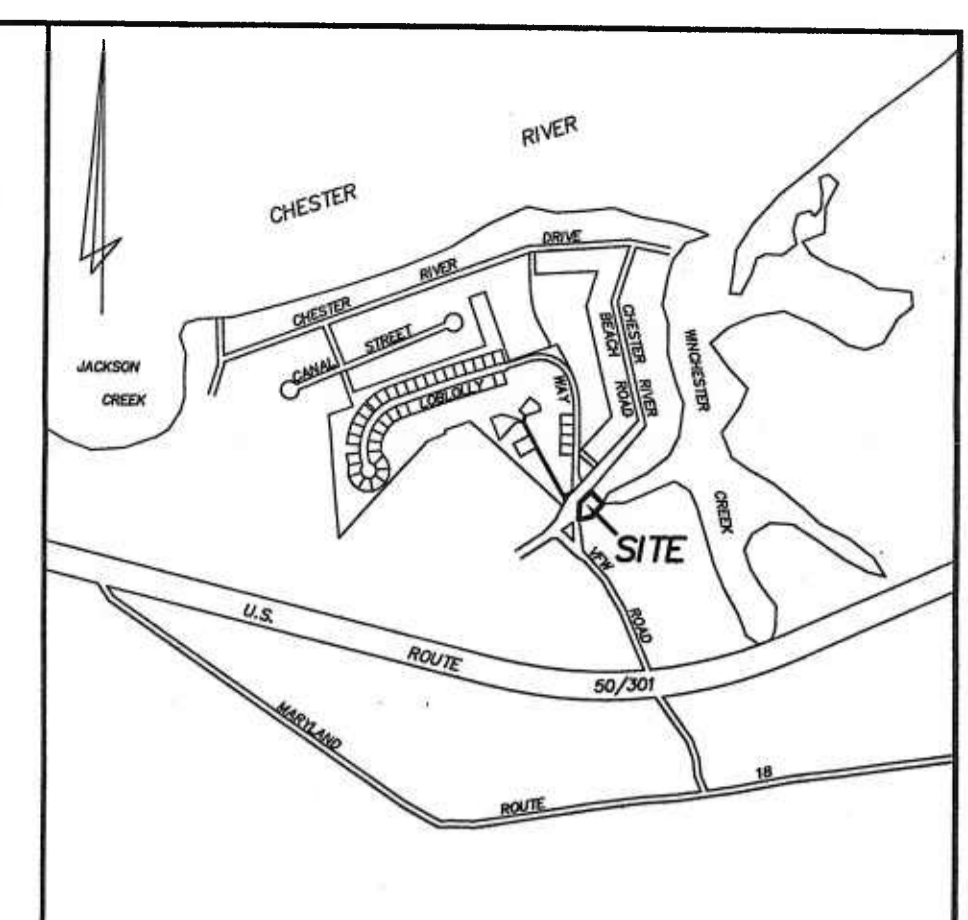 RIVER
CHESTER
CHESTER RIVER DRIVE
CANAL STREET
JACKSON
CREEK
LOBLOLLY WAY
CHESTER RIVER
BEACH ROAD
WINCHESTER
CREEK
SITE
VFW ROAD
U.S. ROUTE 50/301
MARYLAND ROUTE 18